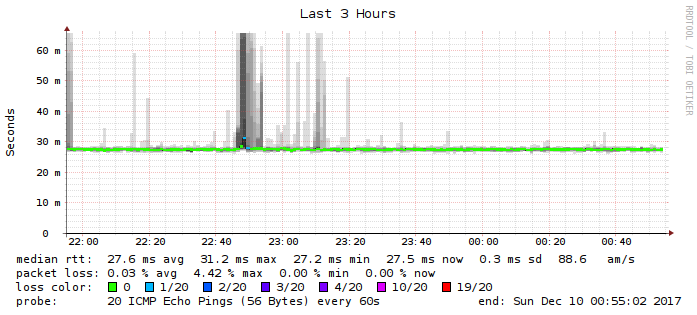 Last 3 Hours
RRDTOOL / TOBI OETIKER
Seconds
60 m
50 m
40 m
30 m
20 m
10 m
0
22:00 22:20 22:40 23:00 23:20 23:40 00:00 00:20 00:40
median rtt: 27.6 ms avg 31.2 ms max 27.2 ms min 27.5 ms now 0.3 ms sd 88.6 am/s
packet loss: 0.03 % avg 4.42 % max 0.00 % min 0.00 % now
loss color: 0 1/20 2/20 3/20 4/20 10/20 19/20
probe: 20 ICMP Echo Pings (56 Bytes) every 60s end: Sun Dec 10 00:55:02 2017